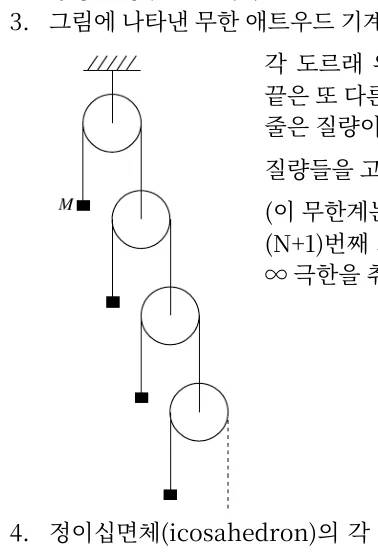 3. 그림에 나타낸 무한 애트우드 기계
각 도르래
끝은 또 다른
줄은 질량이
질량들을 고
(이 무한계는
(N+1)번째
∞ 극한을 취
M
4. 정이십면체(icosahedron)의 각